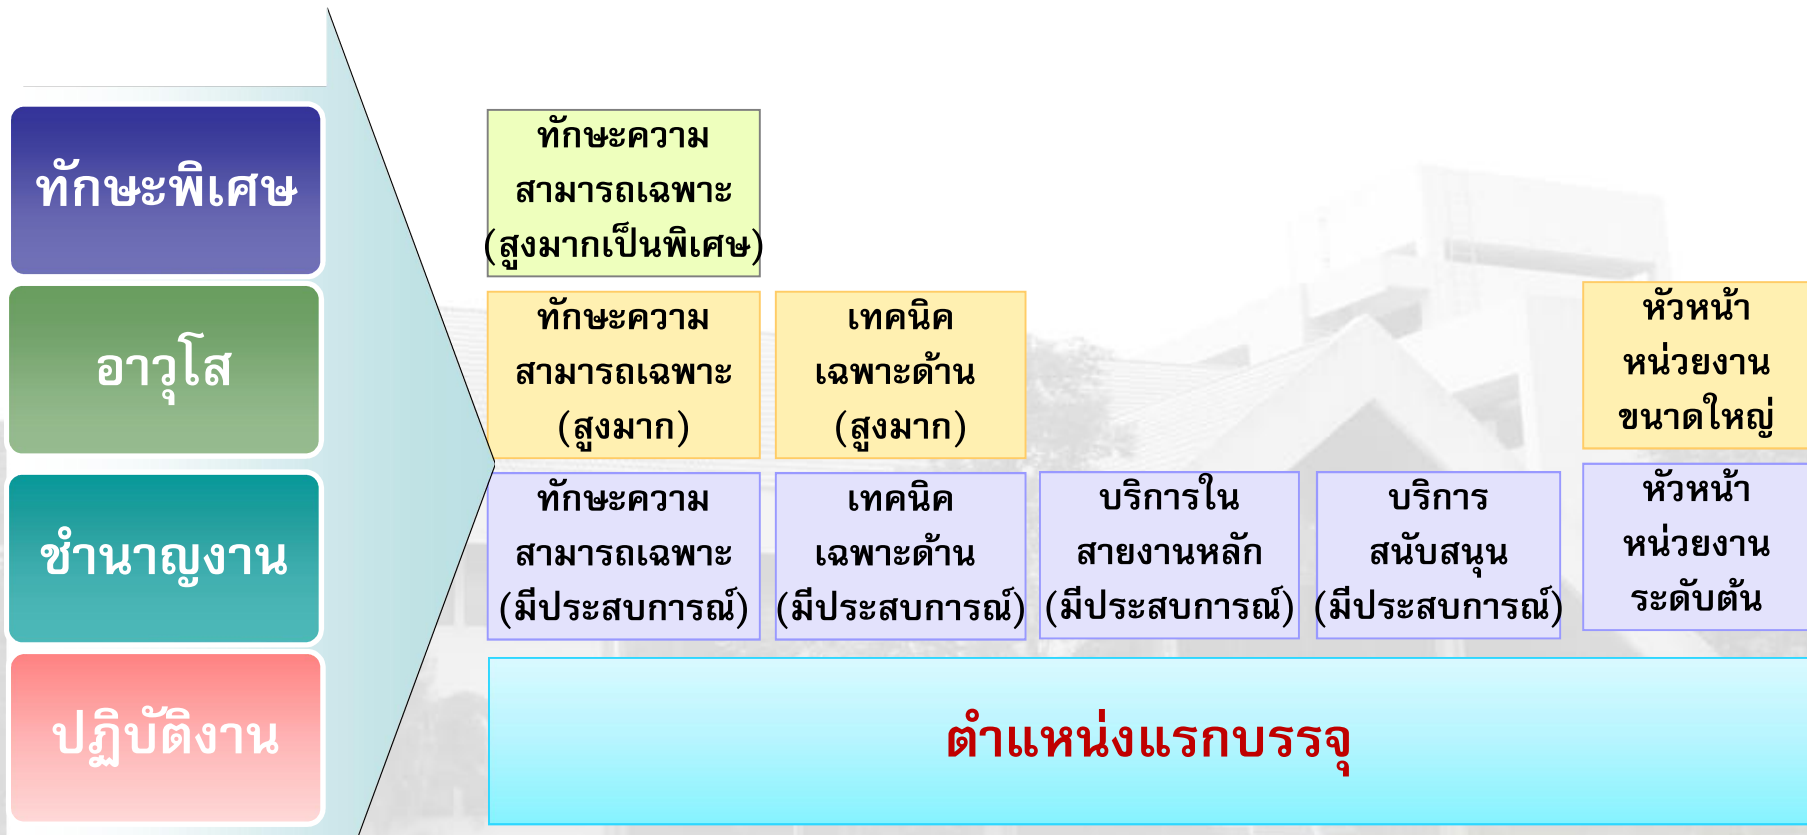 ทักษะพิเศษ
ทักษะความ
สามารถเฉพาะ
(สูงมากเป็นพิเศษ)
อาวุโส
ทักษะความ
สามารถเฉพาะ
(สูงมาก)
เทคนิค
เฉพาะด้าน
(สูงมาก)
หัวหน้า
หน่วยงาน
ขนาดใหญ่
ชำนาญงาน
ทักษะความ
สามารถเฉพาะ
(มีประสบการณ์)
เทคนิค
เฉพาะด้าน
(มีประสบการณ์)
บริการใน
สายงานหลัก
(มีประสบการณ์)
บริการ
สนับสนุน
(มีประสบการณ์)
หัวหน้า
หน่วยงาน
ระดับต้น
ปฏิบัติงาน
ตำแหน่งแรกบรรจุ